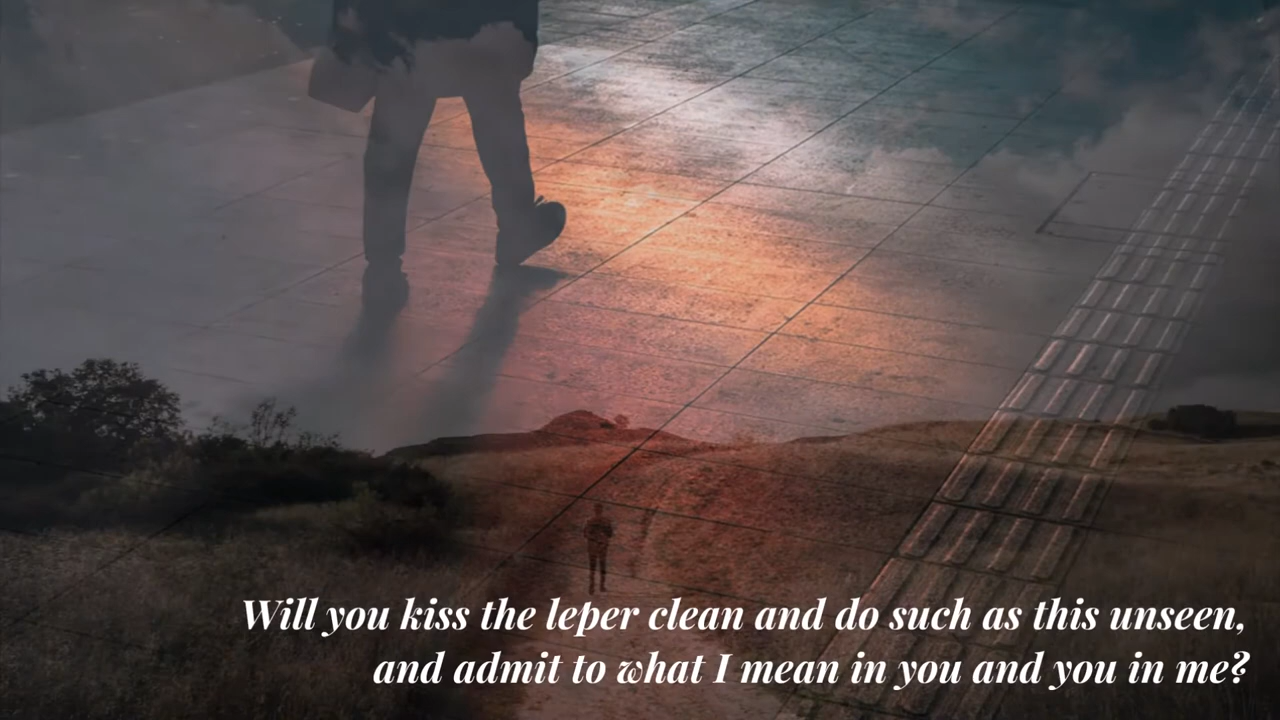 Will you kiss the leper clean and do such as this unseen,
and admit to what I mean in you and you in me?